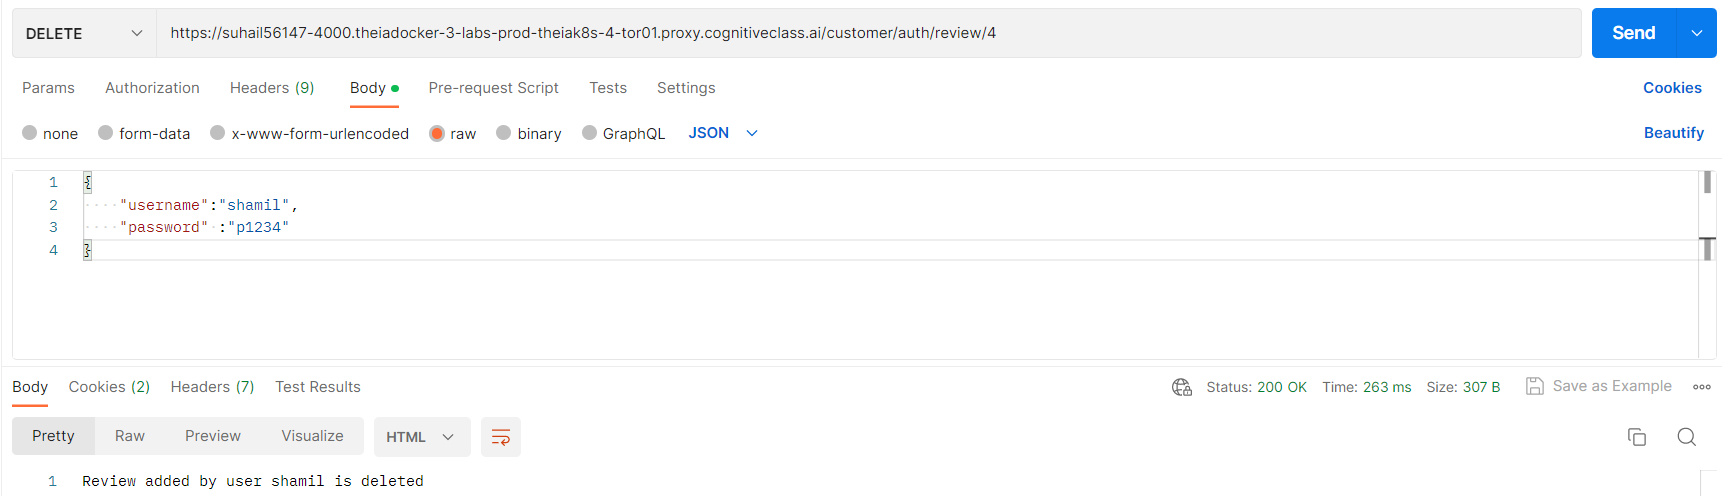 DELETE https://suhail56147-4000.theiadocker-3-labs-prod-theiak8s-4-tor01.proxy.cognitiveclass.ai/customer/auth/review/4 Send
Params Authorization Headers (9) Body Pre-request Script Tests Settings Cookies
none form-data x-www-form-urlencoded raw binary GraphQL JSON Beautify
1 {
2 "username":"shamil",
3 "password" :"p1234"
4 }
Body Cookies (2) Headers (7) Test Results Status: 200 OK Time: 263 ms Size: 307 B Save as Example
Pretty Raw Preview Visualize HTML
1 Review added by user shamil is deleted